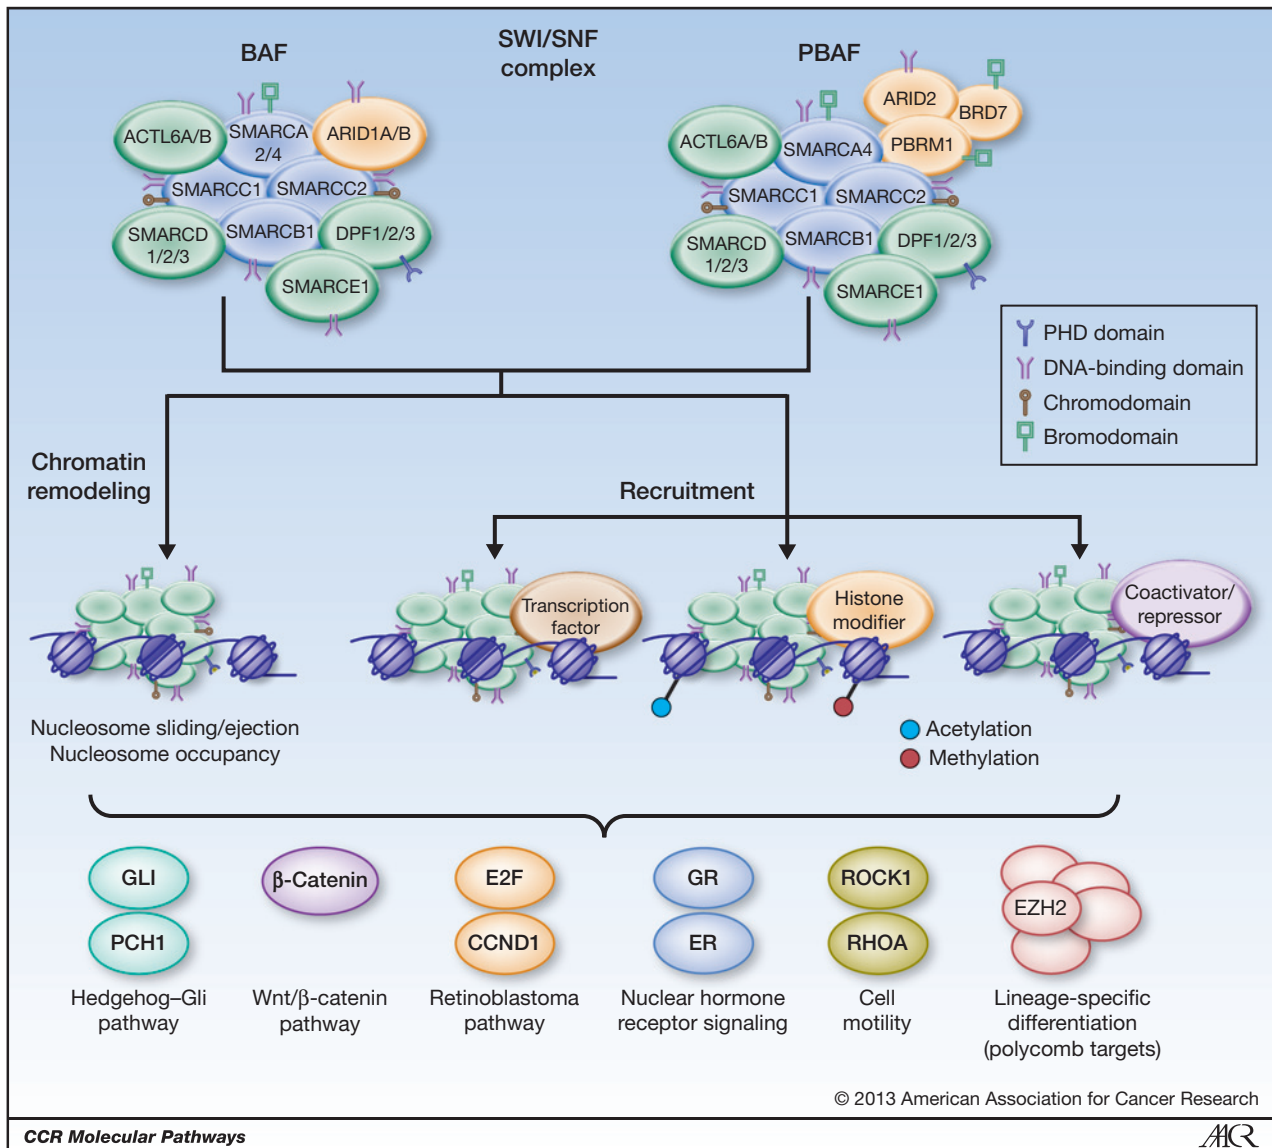 SWI/SNF
complex
BAF
PBAF
ACTL6A/B
SMARCA
2/4
ARID1A/B
SMARCC1
SMARCC2
SMARCD
1/2/3
SMARCB1
DPF1/2/3
SMARCE1
ARID2
BRD7
ACTL6A/B
SMARCA4
PBRM1
SMARCC1
SMARCC2
SMARCD
1/2/3
SMARCB1
DPF1/2/3
SMARCE1
PHD domain
DNA-binding domain
Chromodomain
Bromodomain
Chromatin
remodeling
Recruitment
Transcription
factor
Histone
modifier
Coactivator/
repressor
Nucleosome sliding/ejection
Nucleosome occupancy
Acetylation
Methylation
GLI
PCH1
β-Catenin
E2F
CCND1
GR
ER
ROCK1
RHOA
EZH2
Hedgehog–Gli
pathway
Wnt/β-catenin
pathway
Retinoblastoma
pathway
Nuclear hormone
receptor signaling
Cell
motility
Lineage-specific
differentiation
(polycomb targets)
© 2013 American Association for Cancer Research
CCR Molecular Pathways
AACR